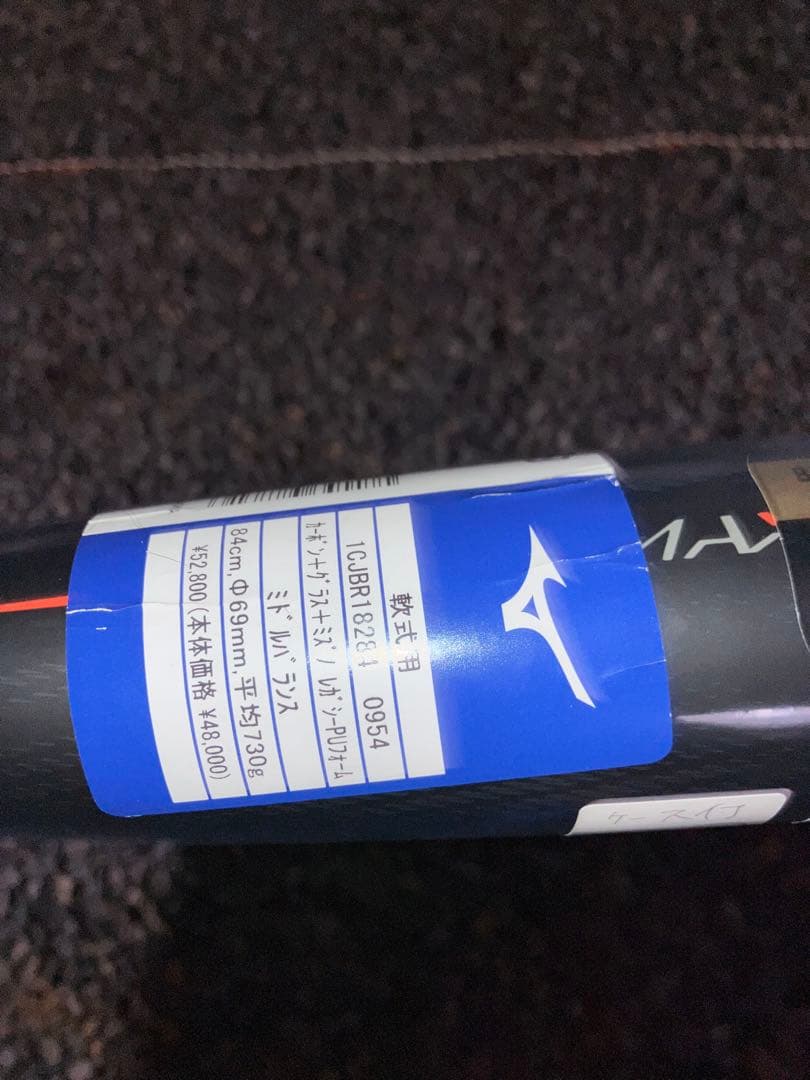 軟式用
1CJBR18284 0954
ｶｰﾎﾞﾝ+ｸﾞﾗｽ+ﾐｽﾞﾉ ﾚｶﾞｼｰPUﾌｫｰﾑ
ﾐﾄﾞﾙﾊﾞﾗﾝｽ
84cm,Φ69mm,平均730g
¥52,800 (本体価格 ¥48,000)
MAX
ケース付